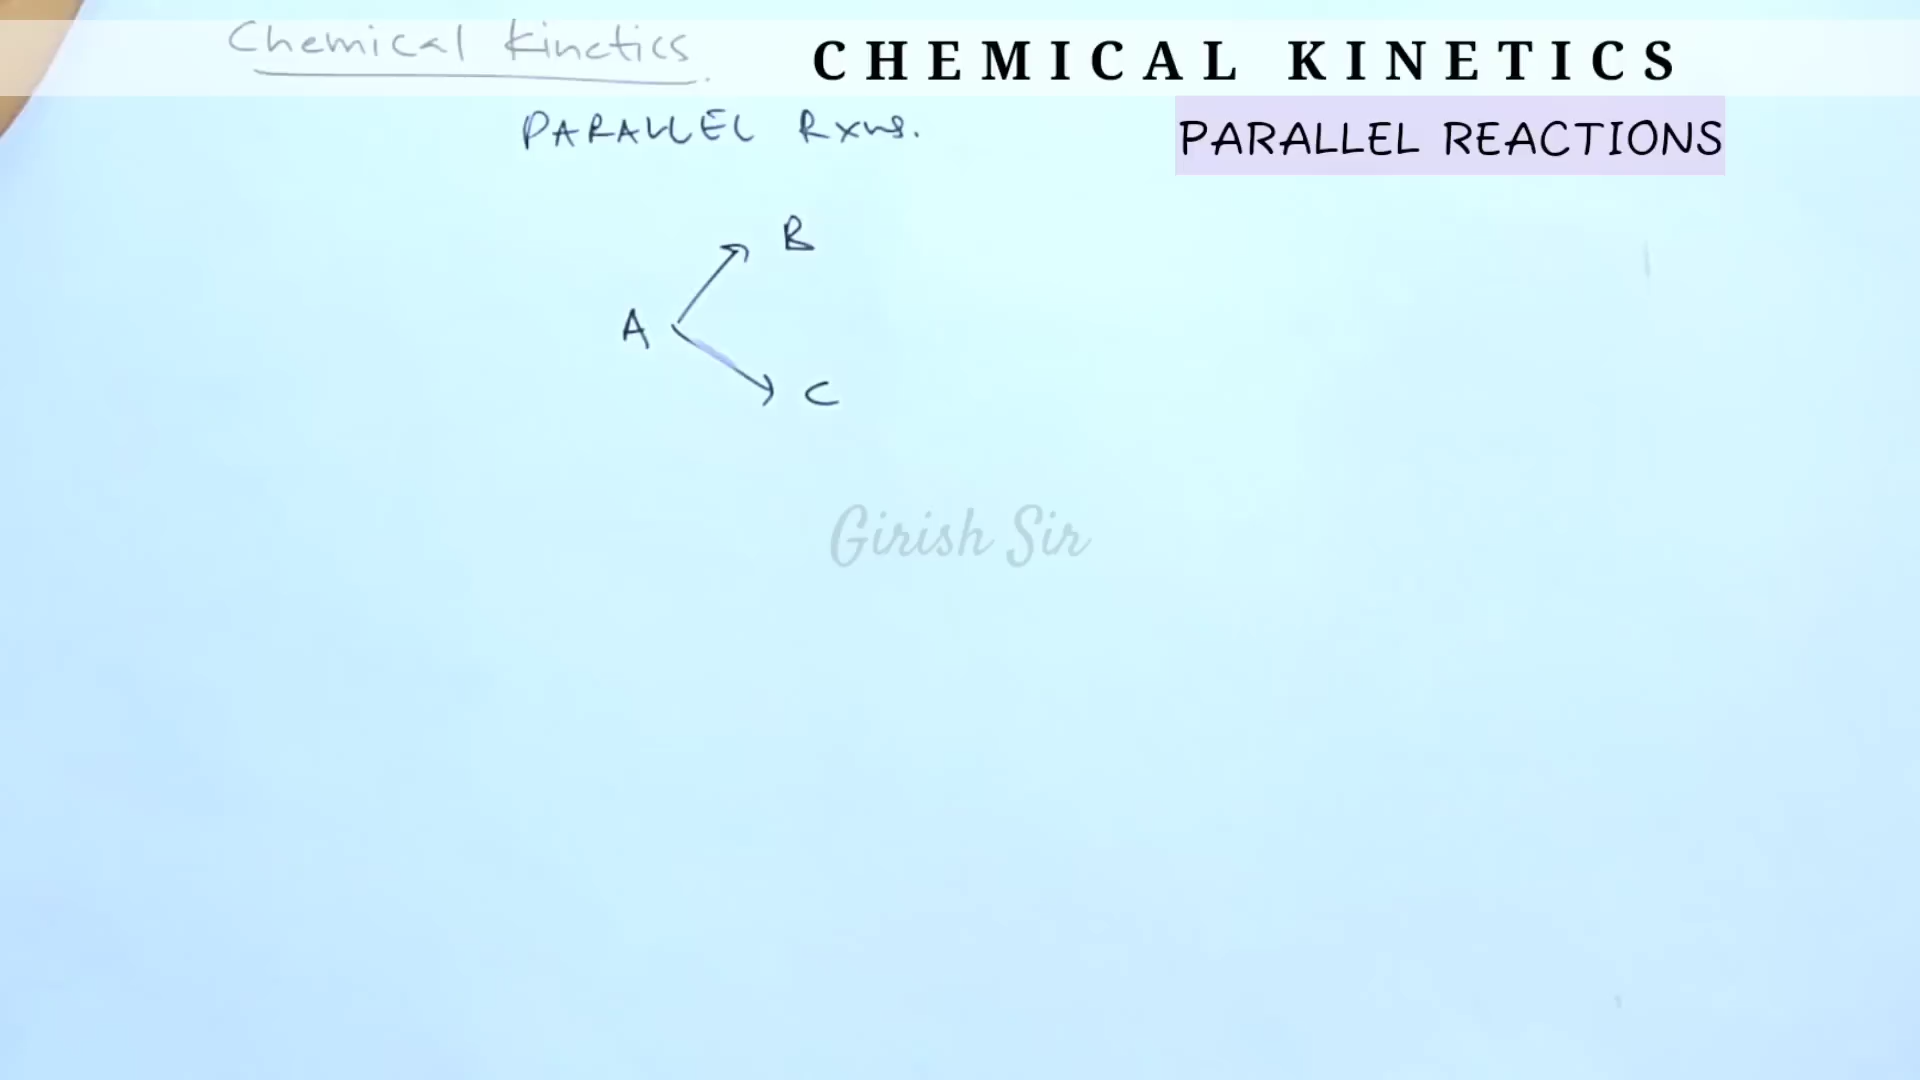 Chemical Kinetics.
CHEMICAL KINETICS
PARALLEL Rxns.
PARALLEL REACTIONS
B
A
C
Girish Sir